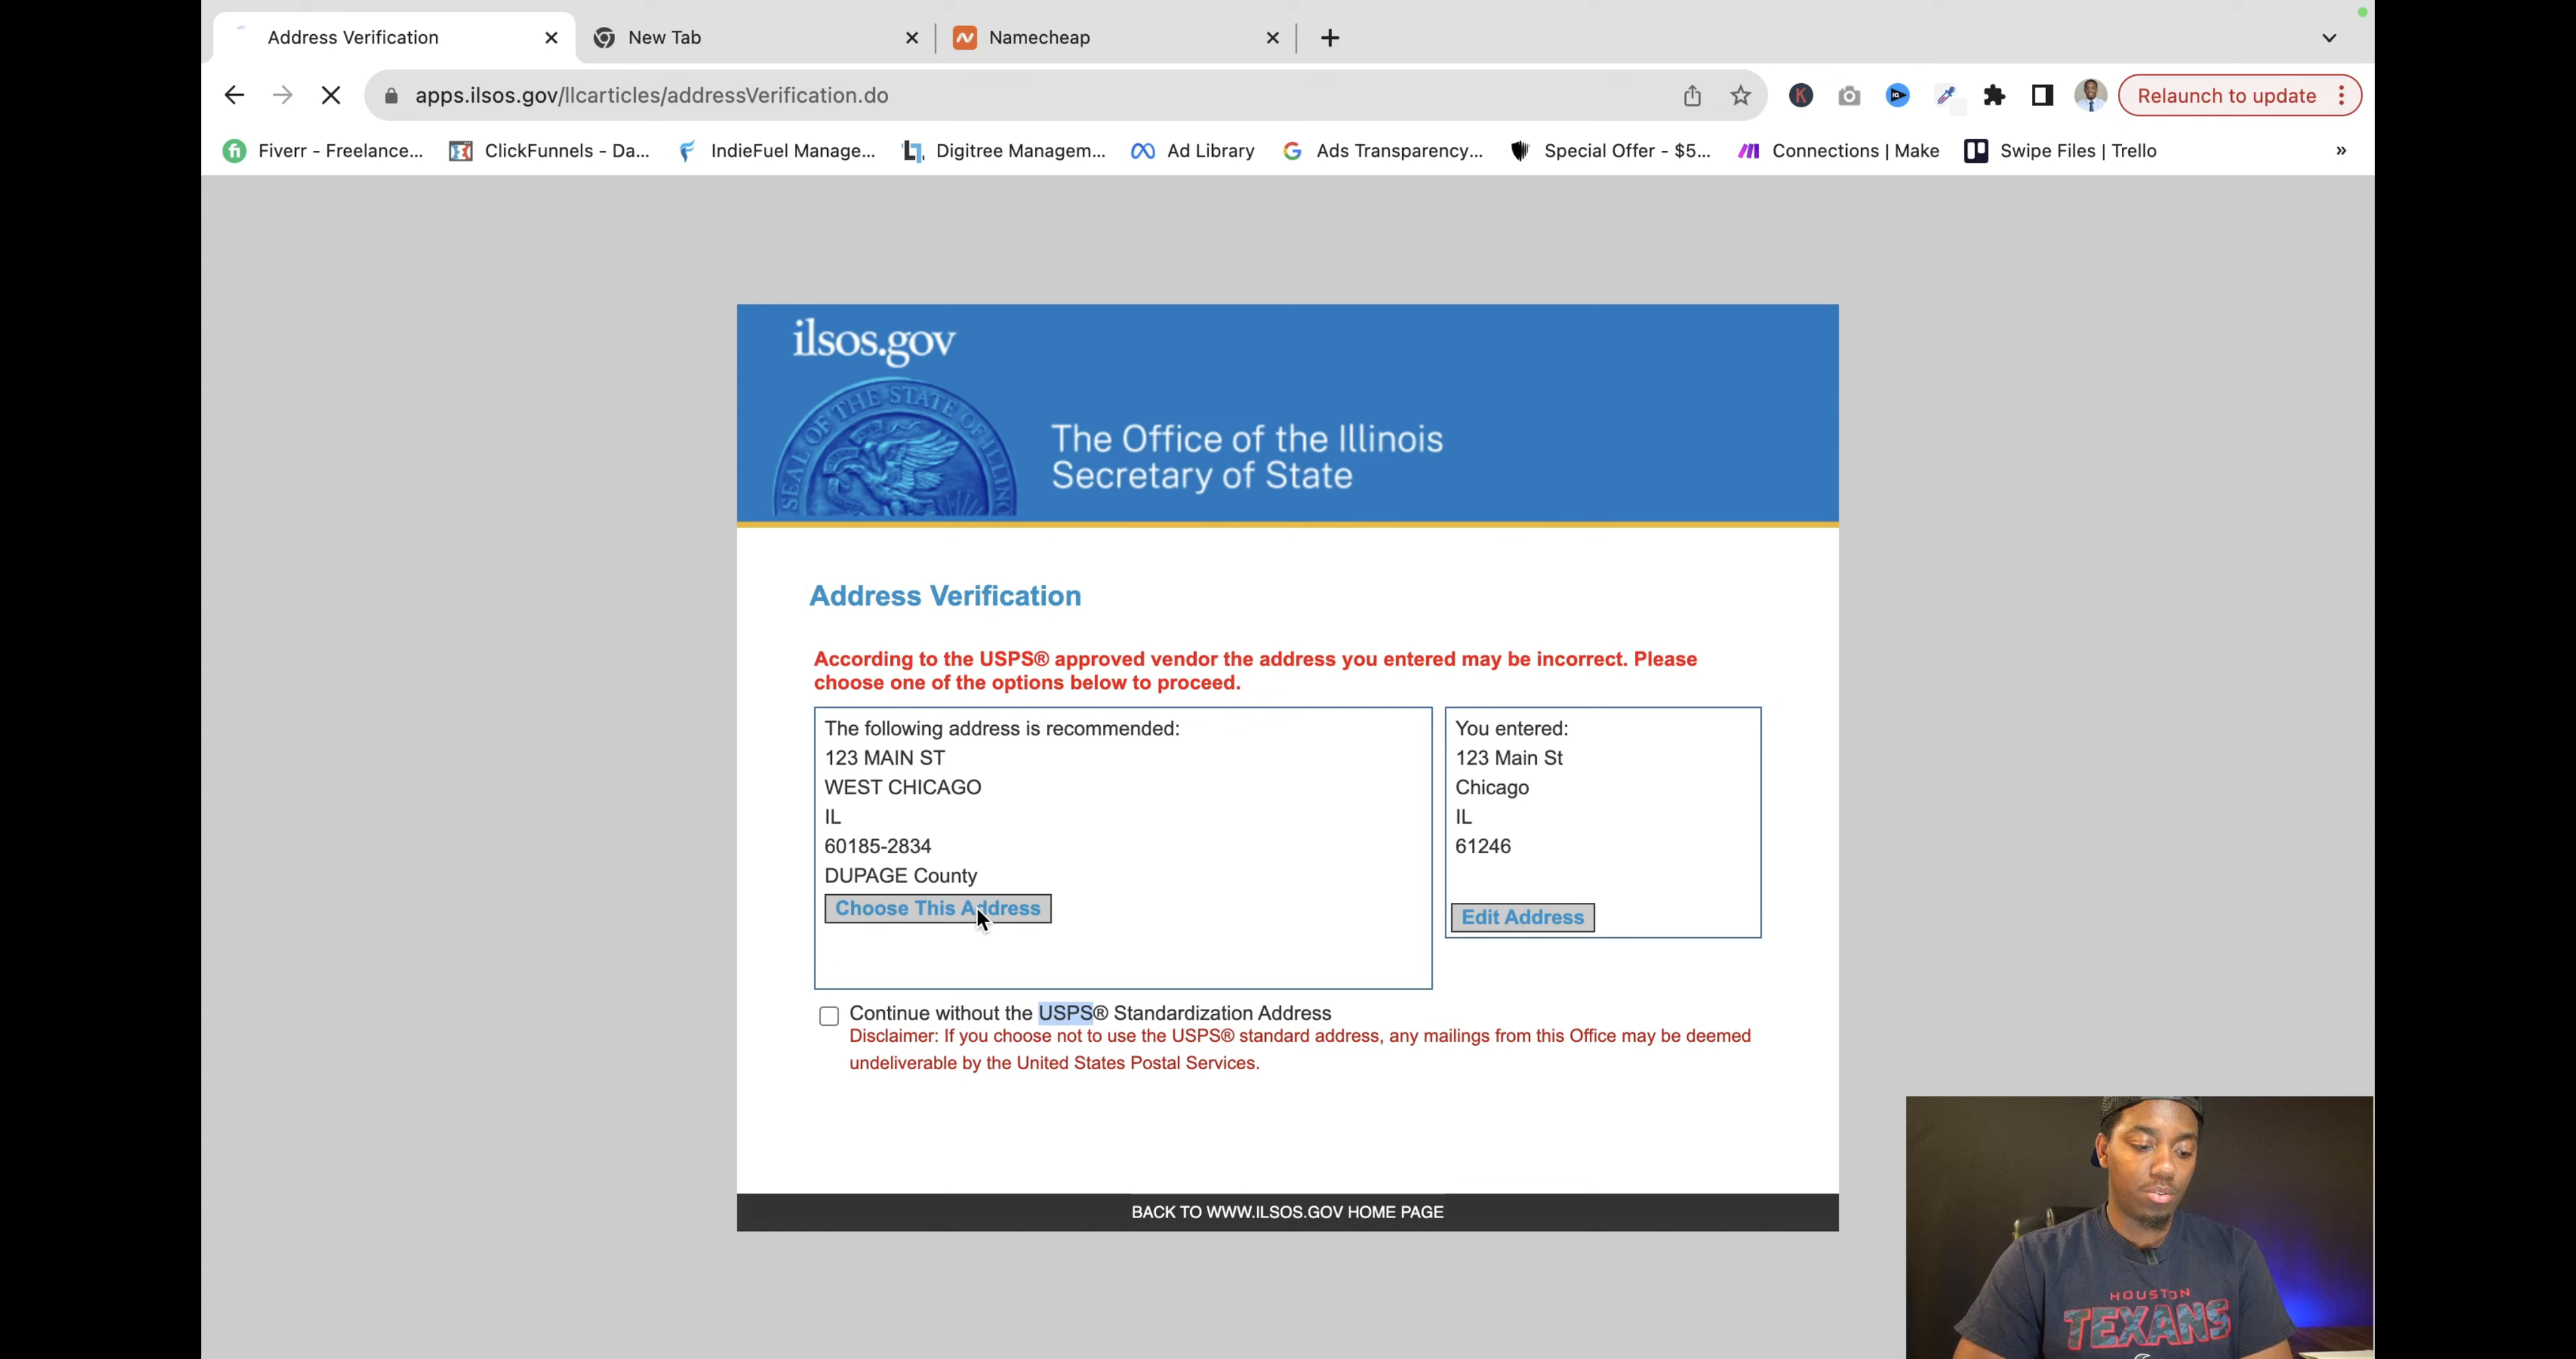 Address Verification
New Tab
Namecheap
apps.ilsos.gov/llcarticles/addressVerification.do
Relaunch to update
Fiverr - Freelance...
ClickFunnels - Da...
IndieFuel Manage...
Digitree Managem...
Ad Library
Ads Transparency...
Special Offer - $5...
Connections | Make
Swipe Files | Trello
»
ilsos.gov
SEAL OF THE STATE OF ILLINO
The Office of the Illinois
Secretary of State
Address Verification
According to the USPS® approved vendor the address you entered may be incorrect. Please
choose one of the options below to proceed.
The following address is recommended:
123 MAIN ST
WEST CHICAGO
IL
60185-2834
DUPAGE County
Choose This Address
You entered:
123 Main St
Chicago
IL
61246
Edit Address
Continue without the USPS® Standardization Address
Disclaimer: If you choose not to use the USPS® standard address, any mailings from this Office may be deemed
undeliverable by the United States Postal Services.
BACK TO WWW.ILSOS.GOV HOME PAGE
HOUSTON
TEXANS